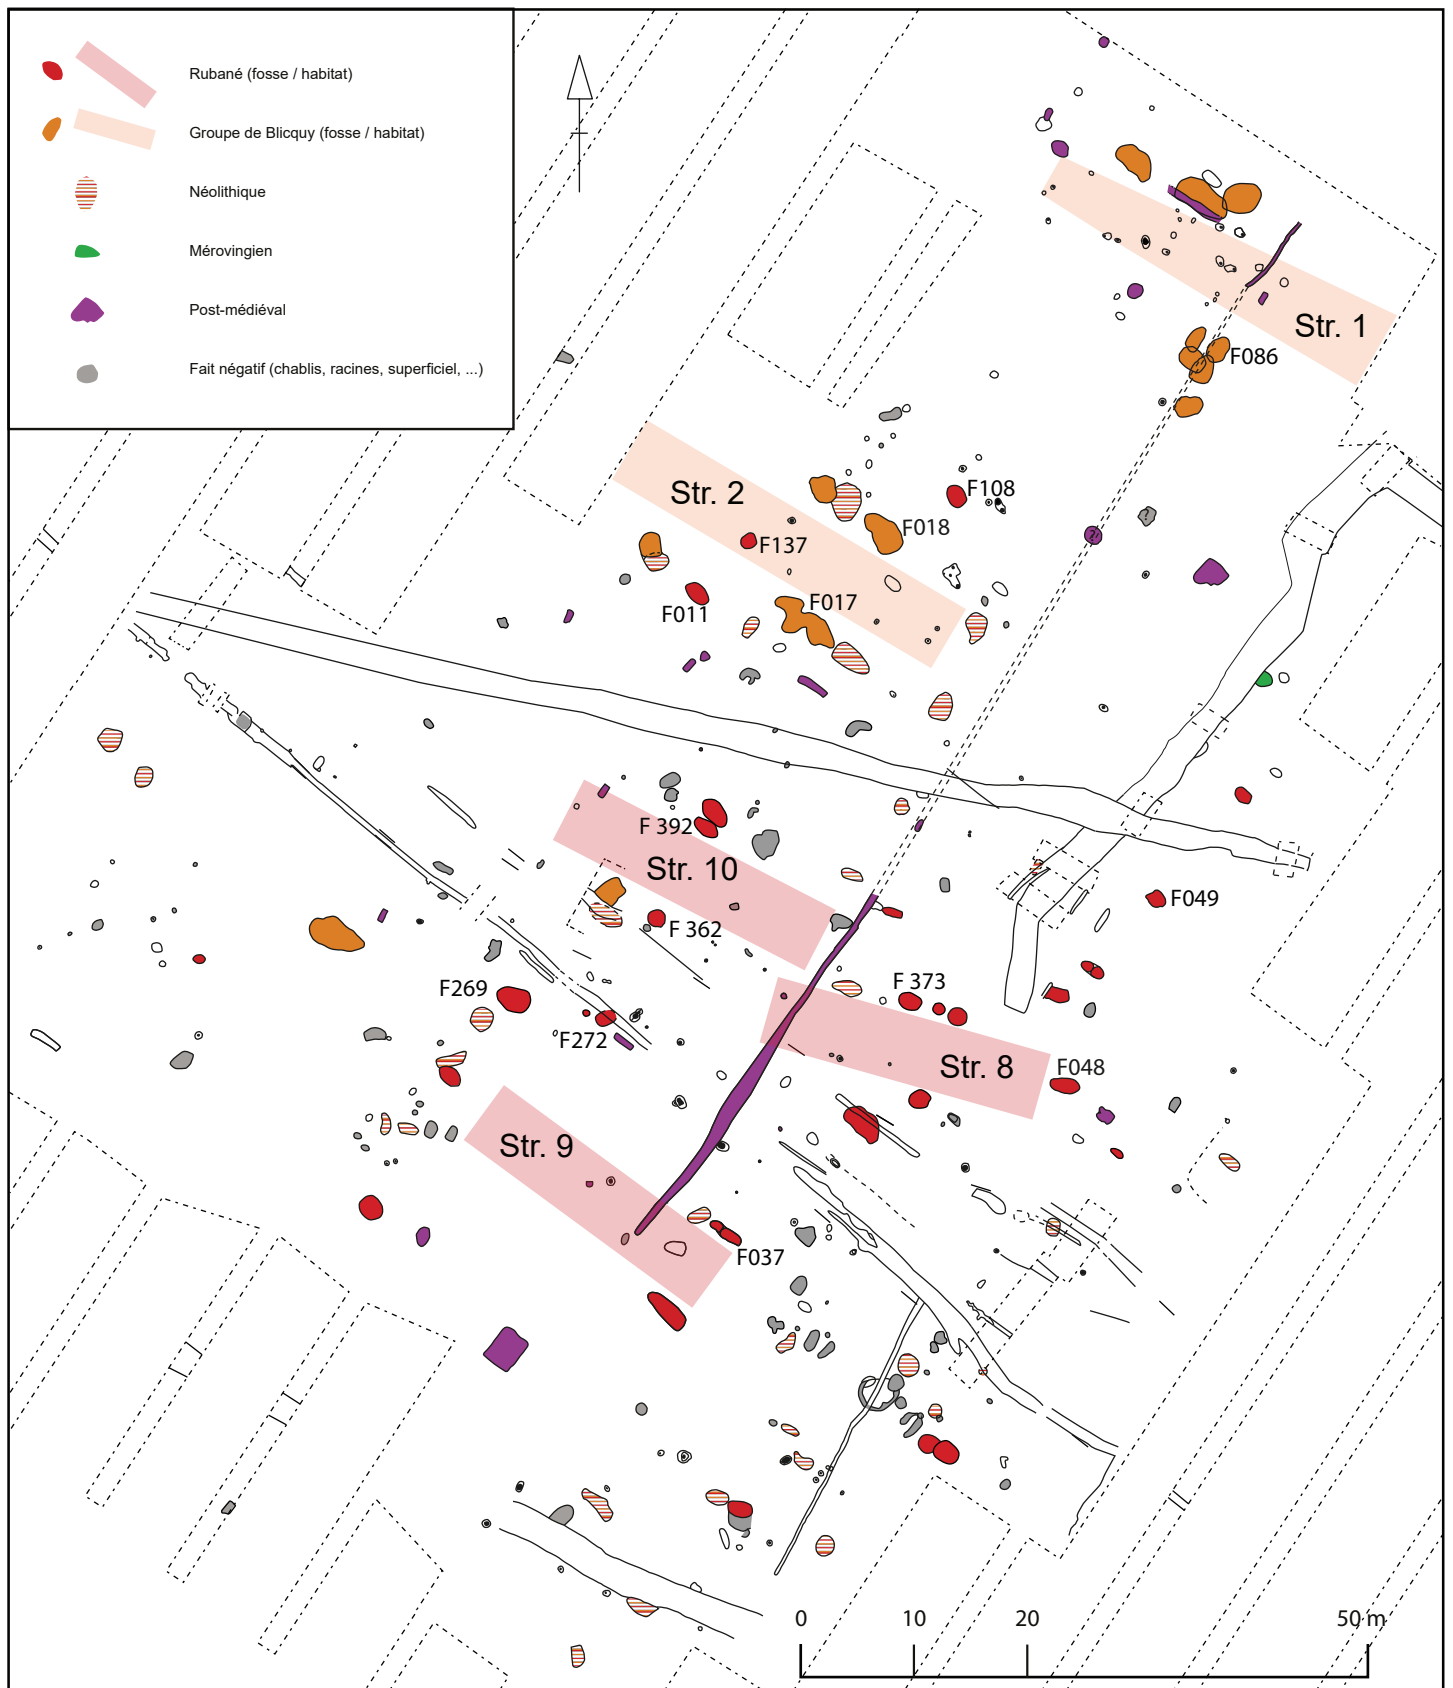 Rubané (fosse / habitat)
Groupe de Blicquy (fosse / habitat)
Néolithique
Mérovingien
Post-médiéval
Fait négatif (chablis, racines, superficiel, ...)
Str. 1
F086
Str. 2
F108
F018
?
?
F137
F011
F017
F 392
Str. 10
F049
F 362
F269
F 373
F272
Str. 8
F048
Str. 9
F037
0
10
20
50 m